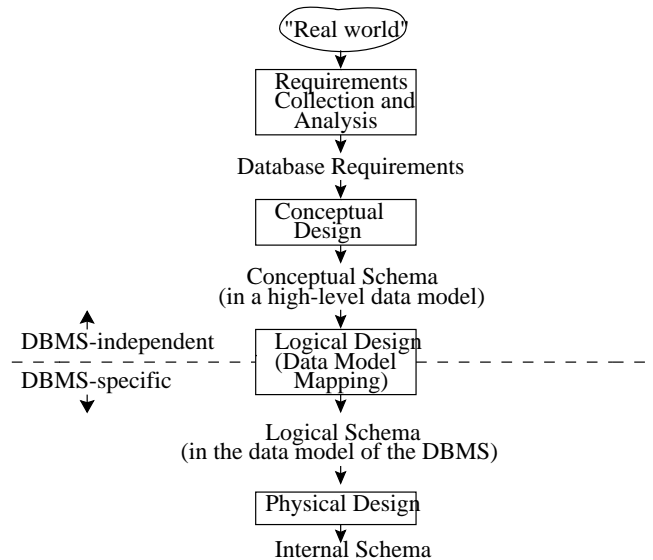 "Real world"
Requirements
Collection and
Analysis
Database Requirements
Conceptual
Design
Conceptual Schema
(in a high-level data model)
DBMS-independent
Logical Design
(Data Model
Mapping)
DBMS-specific
Logical Schema
(in the data model of the DBMS)
Physical Design
Internal Schema